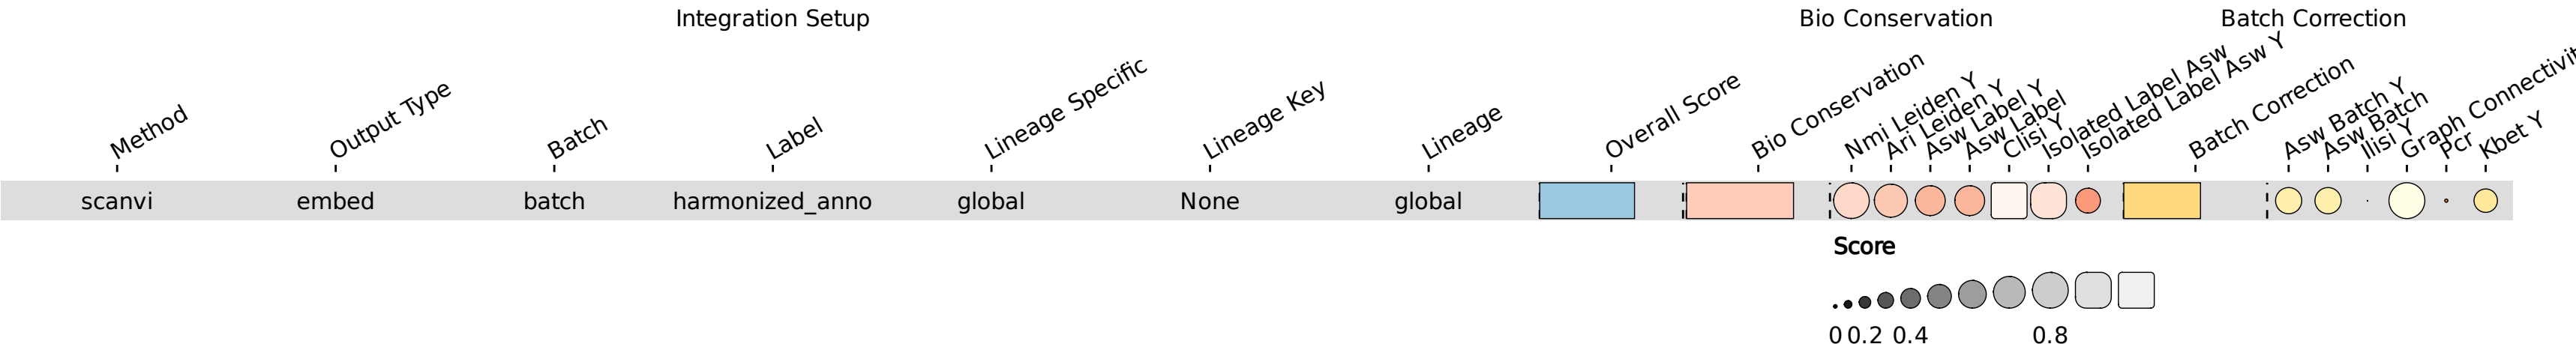 Integration Setup
Bio Conservation
Batch Correction
Method
Output Type
Batch
Label
Lineage Specific
Lineage Key
Lineage
Overall Score
Bio Conservation
Nmi Leiden Y
Ari Leiden Y
Asw Label Y
Asw Label
Clisi Y
Isolated Label Asw
Isolated Label Asw Y
Batch Correction
Asw Batch Y
Asw Batch
Ilisi Y
Graph Connectivit
Pcr
Kbet Y
scanvi embed batch harmonized_anno global None global
Score
0 0.2 0.4 0.8